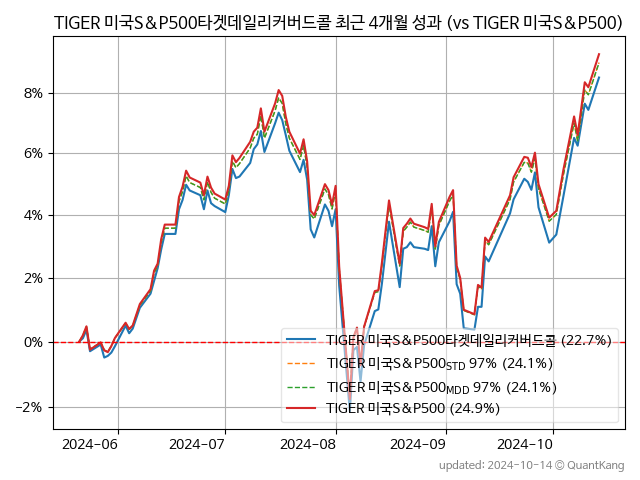 TIGER 미국S&P500타겟데일리커버드콜 최근 4개월 성과 (vs TIGER 미국S&P500)
8%
6%
4%
2%
0%
−2%
TIGER 미국S&P500타겟데일리커버드콜 (22.7%)
TIGER 미국S&P500STD 97% (24.1%)
TIGER 미국S&P500MDD 97% (24.1%)
TIGER 미국S&P500 (24.9%)
2024-06 2024-07 2024-08 2024-09 2024-10
updated: 2024-10-14 © QuantKang